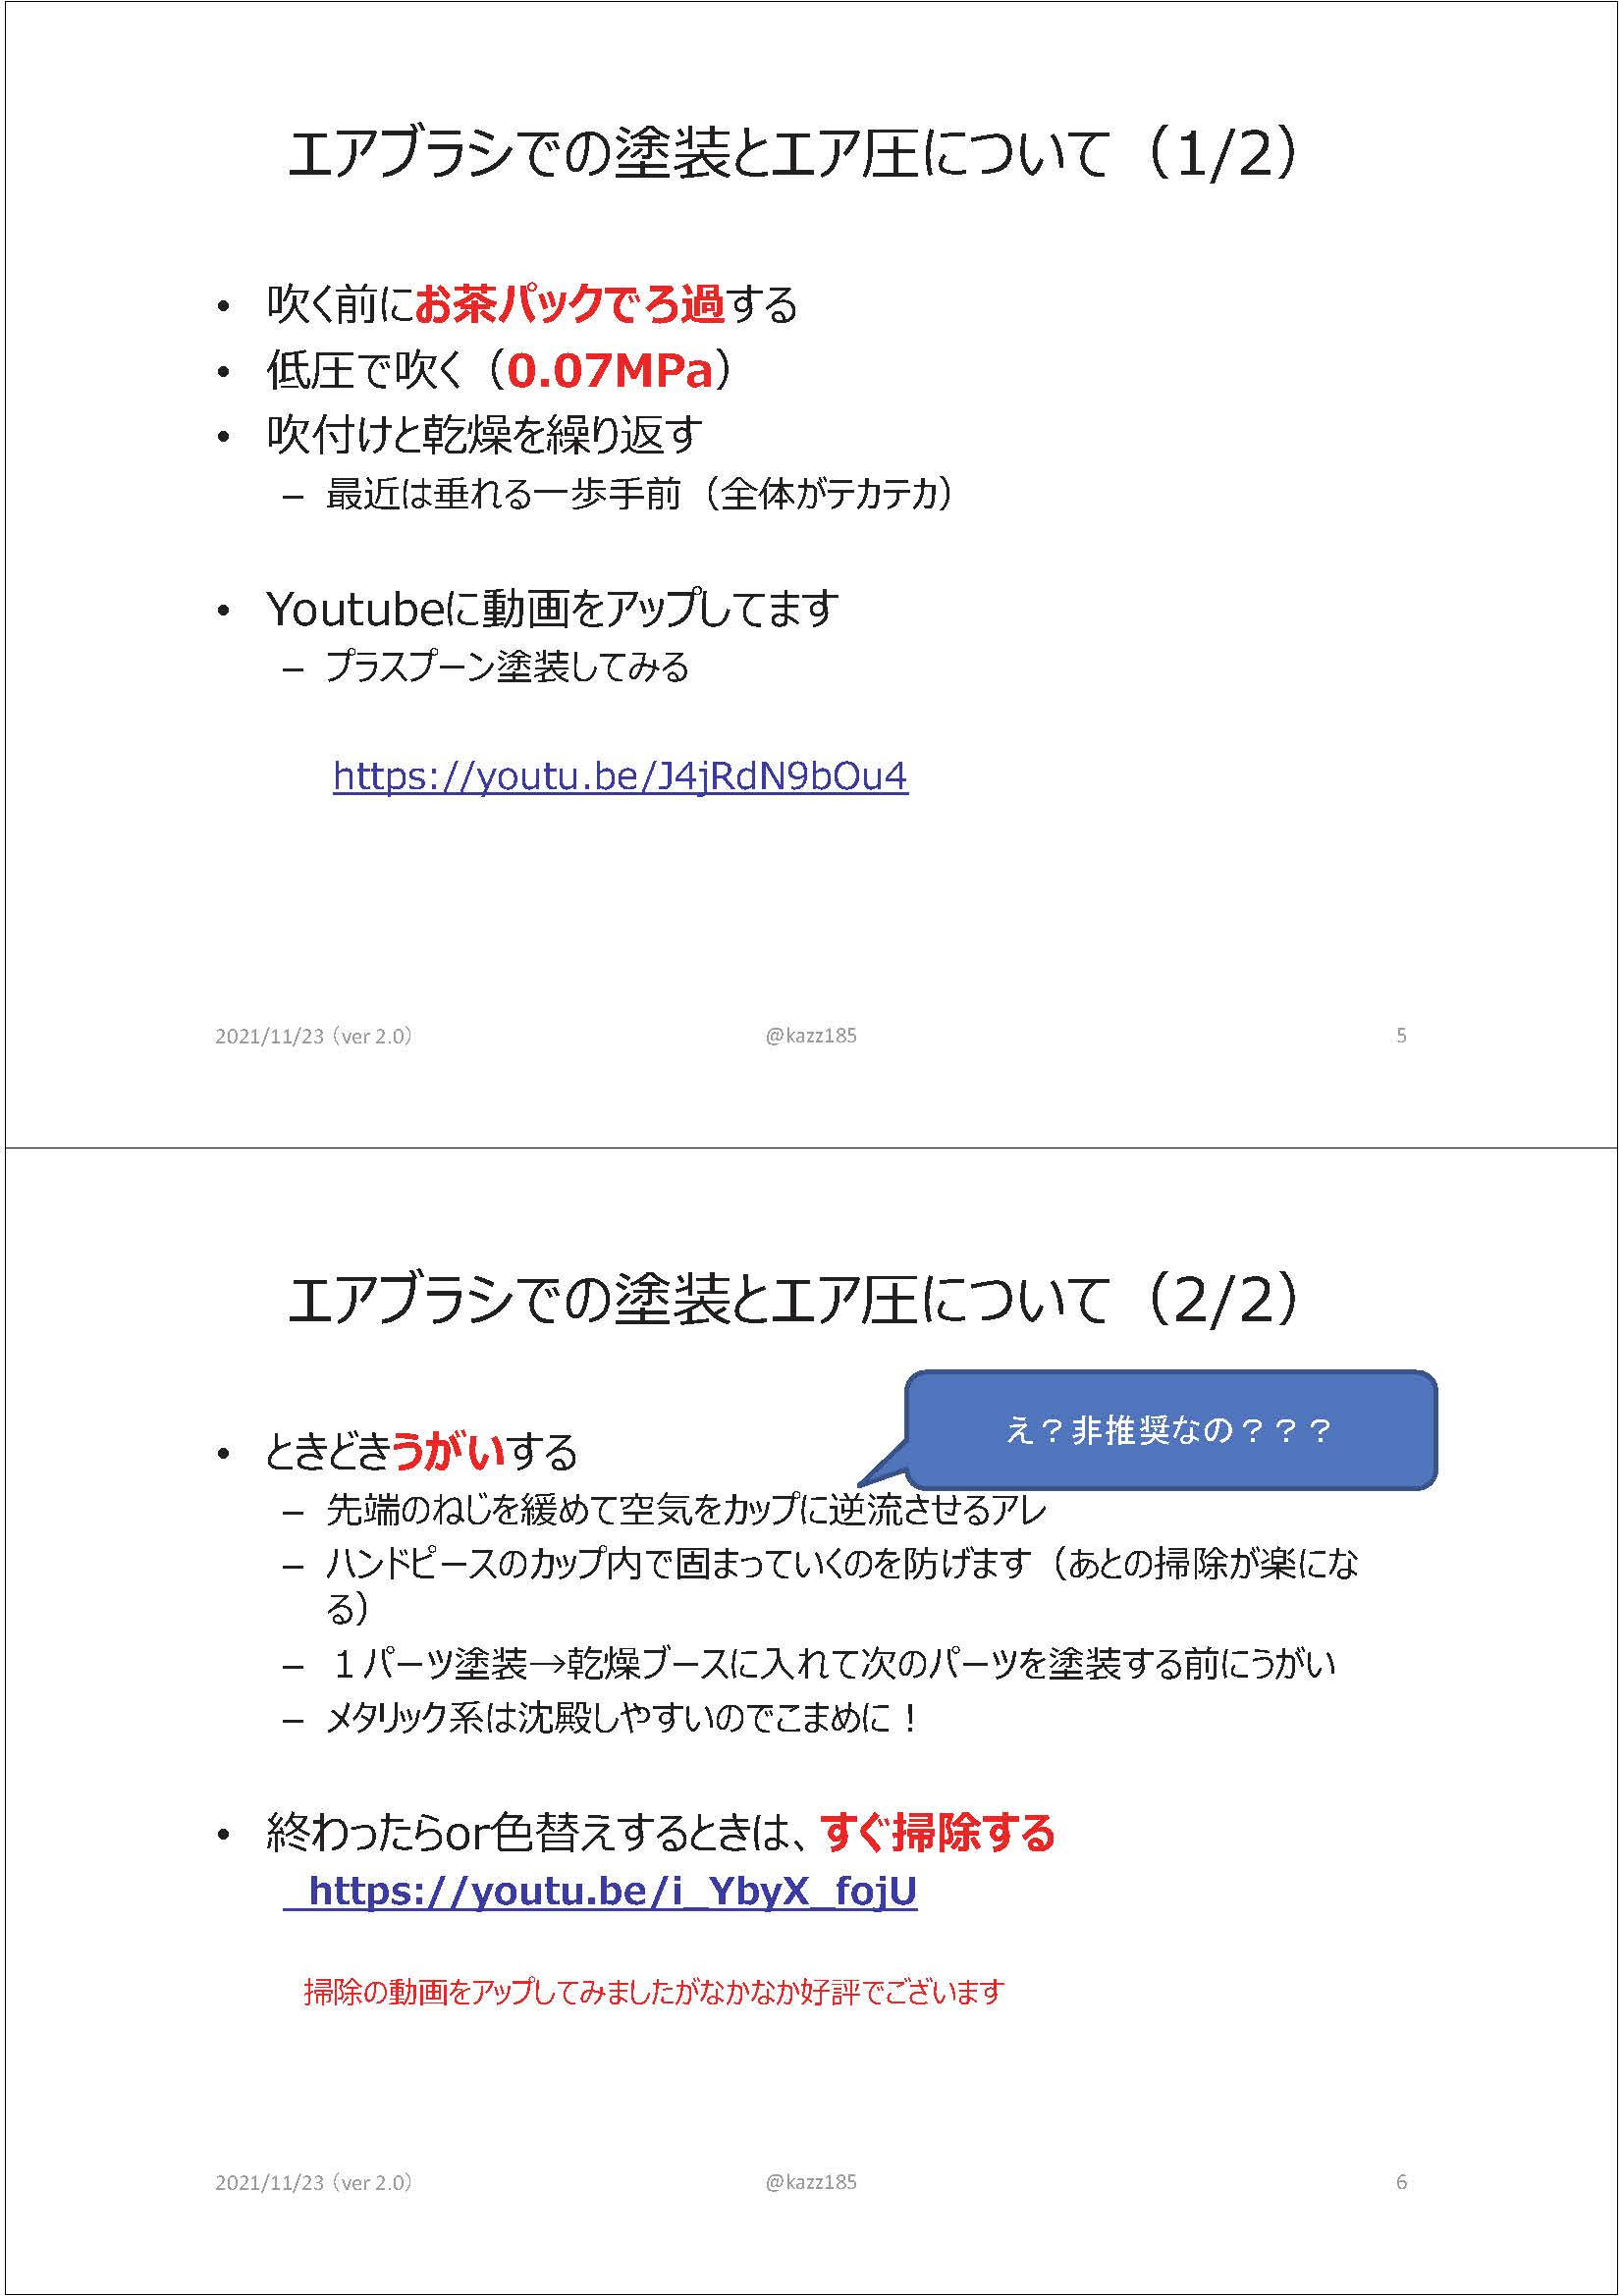 エアブラシでの塗装とエア圧について（1/2）
• 吹く前にお茶パックでろ過する
• 低圧で吹く（0.07MPa）
• 吹付けと乾燥を繰り返す
– 最近は垂れる一歩手前（全体がテカテカ）
• Youtubeに動画をアップしてます
– プラスプーン塗装してみる
https://youtu.be/J4jRdN9bOu4
2021/11/23（ver 2.0）
@kazz185
5
エアブラシでの塗装とエア圧について（2/2）
え？非推奨なの？？？
• ときどきうがいする
– 先端のねじを緩めて空気をカップに逆流させるアレ
– ハンドピースのカップ内で固まっていくのを防げます（あとの掃除が楽にな
る）
– １パーツ塗装→乾燥ブースに入れて次のパーツを塗装する前にうがい
– メタリック系は沈殿しやすいのでこまめに！
• 終わったらor色替えするときは、すぐ掃除する
https://youtu.be/i_YbyX_fojU
掃除の動画をアップしてみましたがなかなか好評でございます
2021/11/23（ver 2.0）
@kazz185
6